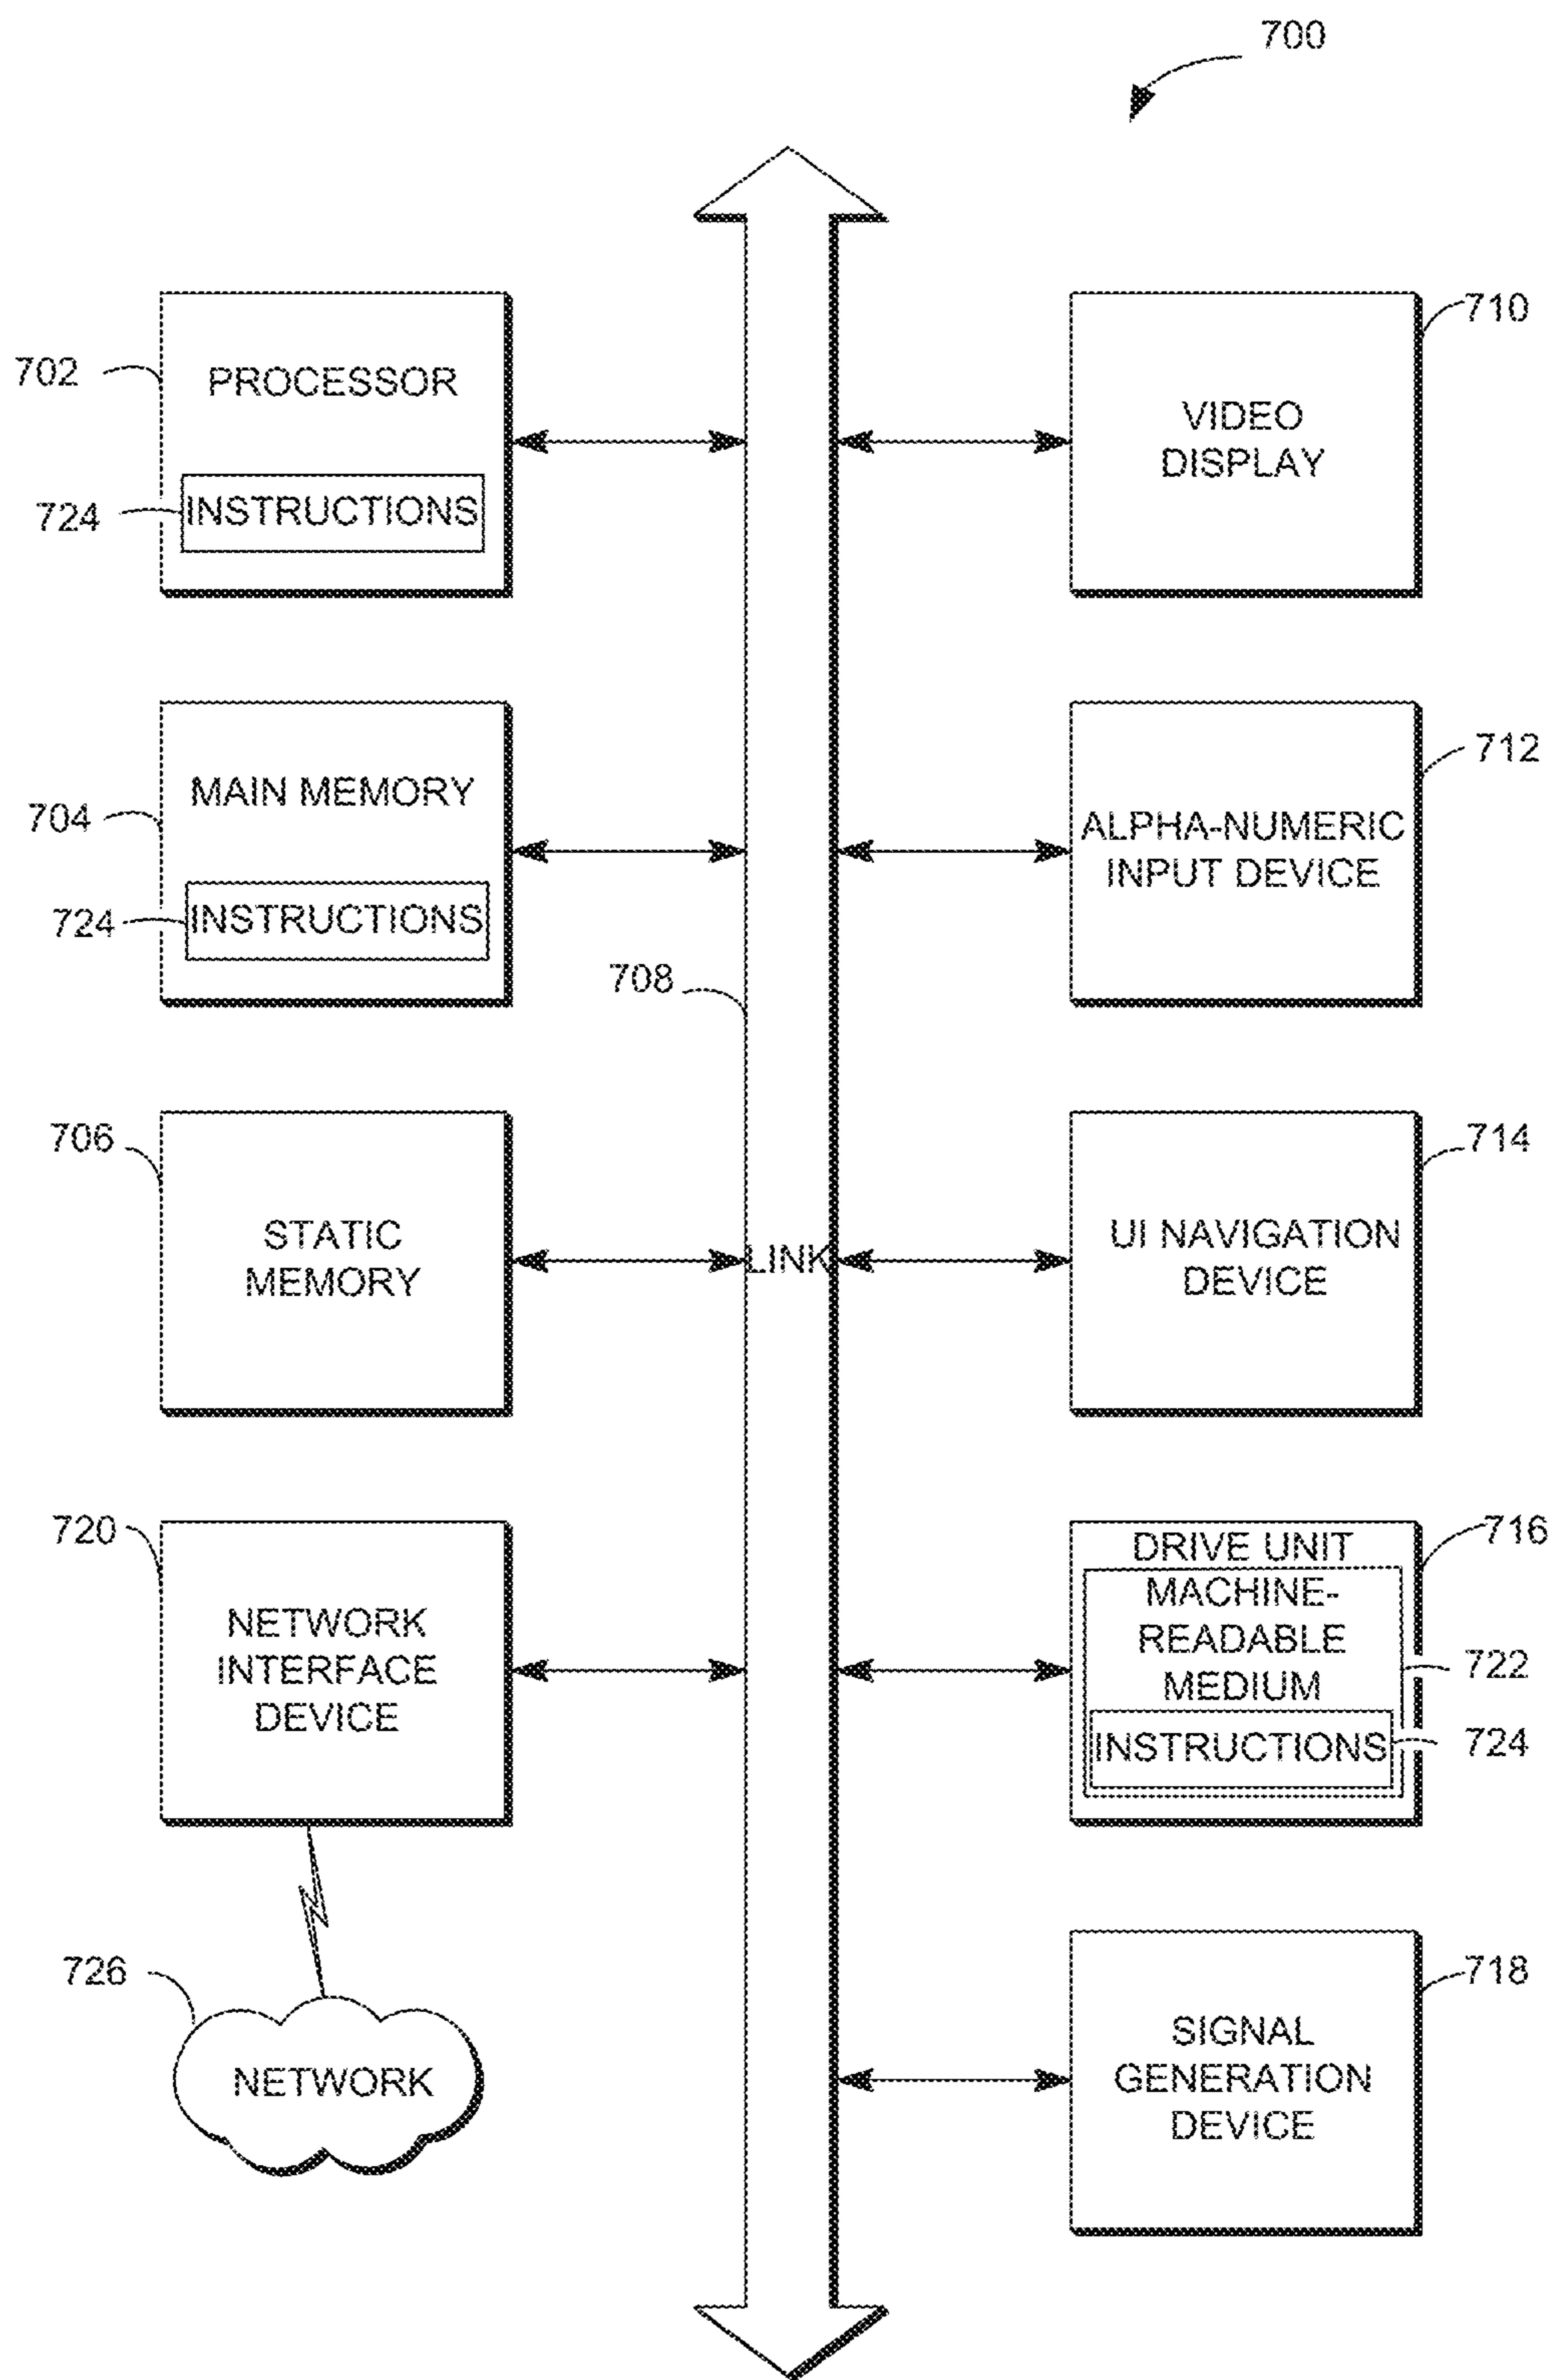 700
702
PROCESSOR
724
INSTRUCTIONS
710
VIDEO
DISPLAY
704
MAIN MEMORY
724
INSTRUCTIONS
712
ALPHA-NUMERIC
INPUT DEVICE
708
706
STATIC
MEMORY
LINK
714
UI NAVIGATION
DEVICE
720
NETWORK
INTERFACE
DEVICE
716
DRIVE UNIT
MACHINE-
READABLE
MEDIUM
722
INSTRUCTIONS
724
726
NETWORK
718
SIGNAL
GENERATION
DEVICE